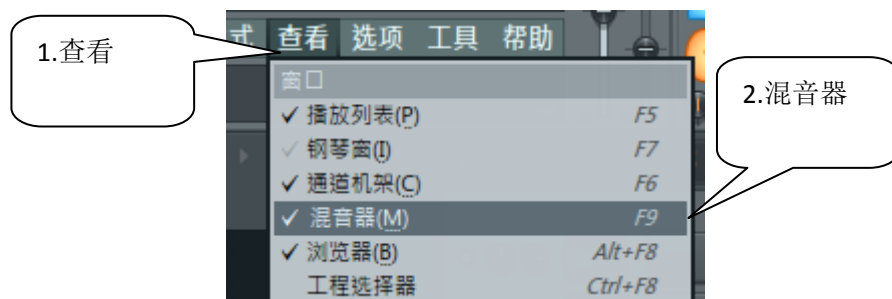 1.查看
式 查看 选项 工具 帮助
窗口
2.混音器
✓ 播放列表(P) F5
✓ 钢琴窗(I) F7
✓ 通道机架(C) F6
✓ 混音器(M) F9
✓ 浏览器(B) Alt+F8
工程选择器 Ctrl+F8